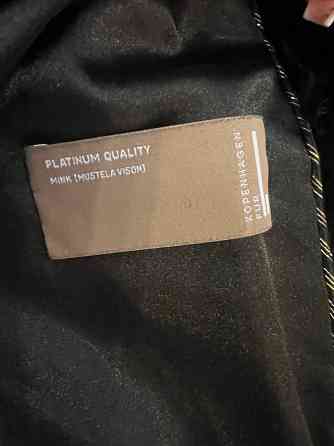 PLATINUM QUALITY
MINK [MUSTELA VISON]
KOPENHAGEN
FUR